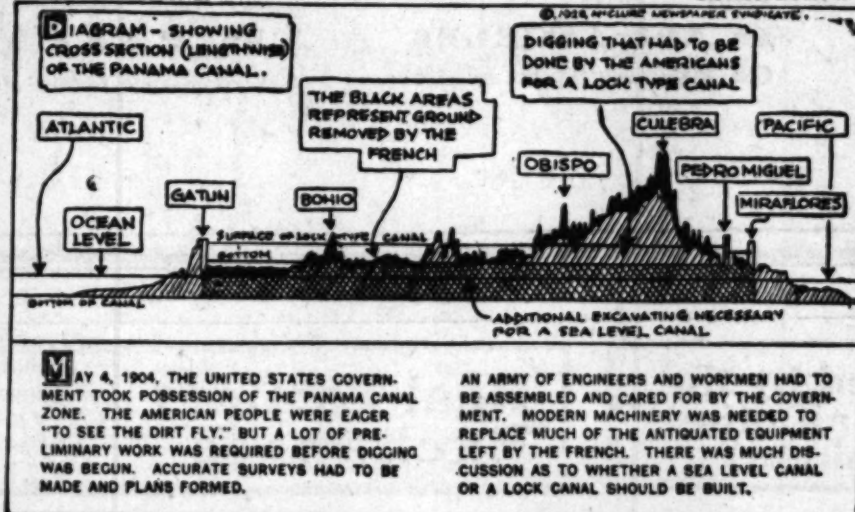 DIAGRAM - SHOWING
CROSS SECTION (LENGTHWISE)
OF THE PANAMA CANAL.
©, 1928, McCLURE NEWSPAPER SYNDICATE.
DIGGING THAT HAD TO BE
DONE BY THE AMERICANS
FOR A LOCK TYPE CANAL
THE BLACK AREAS
REPRESENT GROUND
REMOVED BY THE
FRENCH
ATLANTIC
CULEBRA
PACIFIC
OBISPO
PEDRO MIGUEL
GATUN
BOHIO
MIRAFLORES
OCEAN
LEVEL
SURFACE OF LOCK TYPE CANAL
BOTTOM
BOTTOM OF CANAL
ADDITIONAL EXCAVATING NECESSARY
FOR A SEA LEVEL CANAL
MAY 4, 1904, THE UNITED STATES GOVERN-
MENT TOOK POSSESSION OF THE PANAMA CANAL
ZONE. THE AMERICAN PEOPLE WERE EAGER
"TO SEE THE DIRT FLY," BUT A LOT OF PRE-
LIMINARY WORK WAS REQUIRED BEFORE DIGGING
WAS BEGUN. ACCURATE SURVEYS HAD TO BE
MADE AND PLANS FORMED.
AN ARMY OF ENGINEERS AND WORKMEN HAD TO
BE ASSEMBLED AND CARED FOR BY THE GOVERN-
MENT. MODERN MACHINERY WAS NEEDED TO
REPLACE MUCH OF THE ANTIQUATED EQUIPMENT
LEFT BY THE FRENCH. THERE WAS MUCH DIS-
CUSSION AS TO WHETHER A SEA LEVEL CANAL
OR A LOCK CANAL SHOULD BE BUILT.